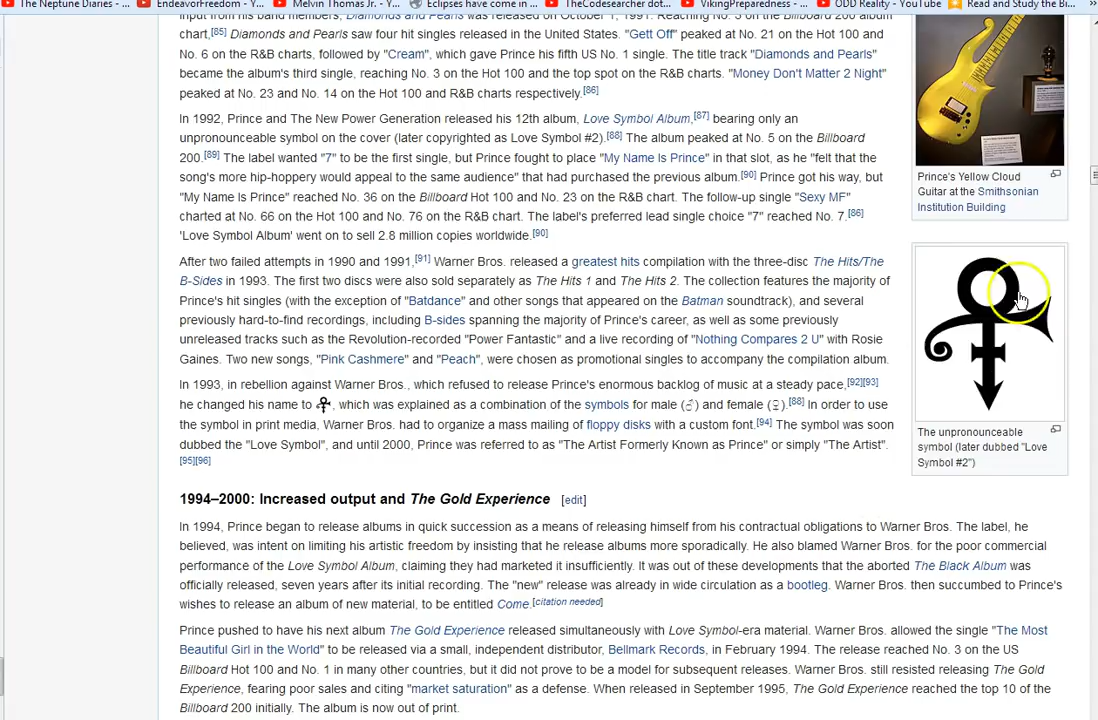 The Neptune Diaries - ...
EndeavorFreedom - Y...
Melvin Thomas Jr. - Y...
Eclipses have come in ...
TheCodesearcher dot...
VikingPreparedness - ...
ODD Reality - YouTube
Read and Study the Bi...
input from his band members, Diamonds and Pearls was released on October 1, 1991. Reaching No. 3 on the Billboard 200 album
chart,[85] Diamonds and Pearls saw four hit singles released in the United States. "Gett Off" peaked at No. 21 on the Hot 100 and
No. 6 on the R&B charts, followed by "Cream", which gave Prince his fifth US No. 1 single. The title track "Diamonds and Pearls"
became the album's third single, reaching No. 3 on the Hot 100 and the top spot on the R&B charts. "Money Don't Matter 2 Night"
peaked at No. 23 and No. 14 on the Hot 100 and R&B charts respectively.[86]
In 1992, Prince and The New Power Generation released his 12th album, Love Symbol Album,[87] bearing only an
unpronounceable symbol on the cover (later copyrighted as Love Symbol #2).[88] The album peaked at No. 5 on the Billboard
200.[89] The label wanted "7" to be the first single, but Prince fought to place "My Name Is Prince" in that slot, as he "felt that the
song's more hip-hoppery would appeal to the same audience" that had purchased the previous album.[90] Prince got his way, but
"My Name Is Prince" reached No. 36 on the Billboard Hot 100 and No. 23 on the R&B chart. The follow-up single "Sexy MF"
charted at No. 66 on the Hot 100 and No. 76 on the R&B chart. The label's preferred lead single choice "7" reached No. 7.[86]
'Love Symbol Album' went on to sell 2.8 million copies worldwide.[90]
After two failed attempts in 1990 and 1991,[91] Warner Bros. released a greatest hits compilation with the three-disc The Hits/The
B-Sides in 1993. The first two discs were also sold separately as The Hits 1 and The Hits 2. The collection features the majority of
Prince's hit singles (with the exception of "Batdance" and other songs that appeared on the Batman soundtrack), and several
previously hard-to-find recordings, including B-sides spanning the majority of Prince's career, as well as some previously
unreleased tracks such as the Revolution-recorded "Power Fantastic" and a live recording of "Nothing Compares 2 U" with Rosie
Gaines. Two new songs, "Pink Cashmere" and "Peach", were chosen as promotional singles to accompany the compilation album.
In 1993, in rebellion against Warner Bros., which refused to release Prince's enormous backlog of music at a steady pace,[92][93]
he changed his name to , which was explained as a combination of the symbols for male (♂) and female (♀).[88] In order to use
the symbol in print media, Warner Bros. had to organize a mass mailing of floppy disks with a custom font.[94] The symbol was soon
dubbed the "Love Symbol", and until 2000, Prince was referred to as "The Artist Formerly Known as Prince" or simply "The Artist".
[95][96]
Prince's Yellow Cloud
Guitar at the Smithsonian
Institution Building
The unpronounceable
symbol (later dubbed "Love
Symbol #2")
1994–2000: Increased output and The Gold Experience [edit]
In 1994, Prince began to release albums in quick succession as a means of releasing himself from his contractual obligations to Warner Bros. The label, he
believed, was intent on limiting his artistic freedom by insisting that he release albums more sporadically. He also blamed Warner Bros. for the poor commercial
performance of the Love Symbol Album, claiming they had marketed it insufficiently. It was out of these developments that the aborted The Black Album was
officially released, seven years after its initial recording. The "new" release was already in wide circulation as a bootleg. Warner Bros. then succumbed to Prince's
wishes to release an album of new material, to be entitled Come.[citation needed]
Prince pushed to have his next album The Gold Experience released simultaneously with Love Symbol-era material. Warner Bros. allowed the single "The Most
Beautiful Girl in the World" to be released via a small, independent distributor, Bellmark Records, in February 1994. The release reached No. 3 on the US
Billboard Hot 100 and No. 1 in many other countries, but it did not prove to be a model for subsequent releases. Warner Bros. still resisted releasing The Gold
Experience, fearing poor sales and citing "market saturation" as a defense. When released in September 1995, The Gold Experience reached the top 10 of the
Billboard 200 initially. The album is now out of print.